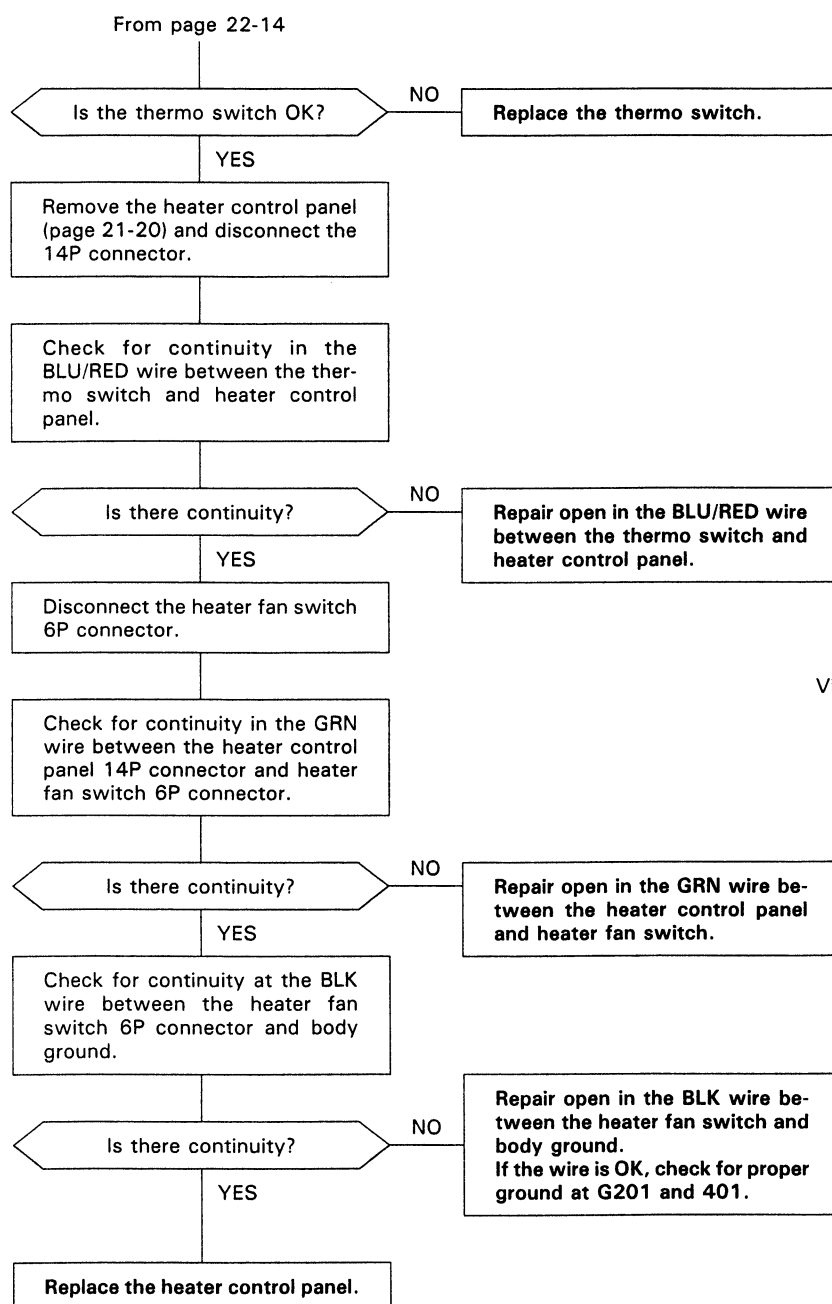 From page 22-14
Is the thermo switch OK?
NO
Replace the thermo switch.
YES
Remove the heater control panel
(page 21-20) and disconnect the
14P connector.
Check for continuity in the
BLU/RED wire between the ther-
mo switch and heater control
panel.
Is there continuity?
NO
Repair open in the BLU/RED wire
between the thermo switch and
heater control panel.
YES
Disconnect the heater fan switch
6P connector.
V
Check for continuity in the GRN
wire between the heater control
panel 14P connector and heater
fan switch 6P connector.
Is there continuity?
NO
Repair open in the GRN wire be-
tween the heater control panel
and heater fan switch.
YES
Check for continuity at the BLK
wire between the heater fan
switch 6P connector and body
ground.
Is there continuity?
NO
Repair open in the BLK wire be-
tween the heater fan switch and
body ground.
If the wire is OK, check for proper
ground at G201 and 401.
YES
Replace the heater control panel.